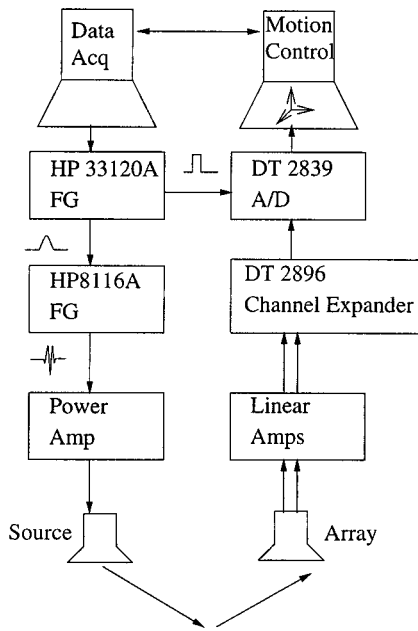 Data
Acq
Motion
Control
HP 33120A
FG
DT 2839
A/D
HP8116A
FG
DT 2896
Channel Expander
Power
Amp
Linear
Amps
Source
Array